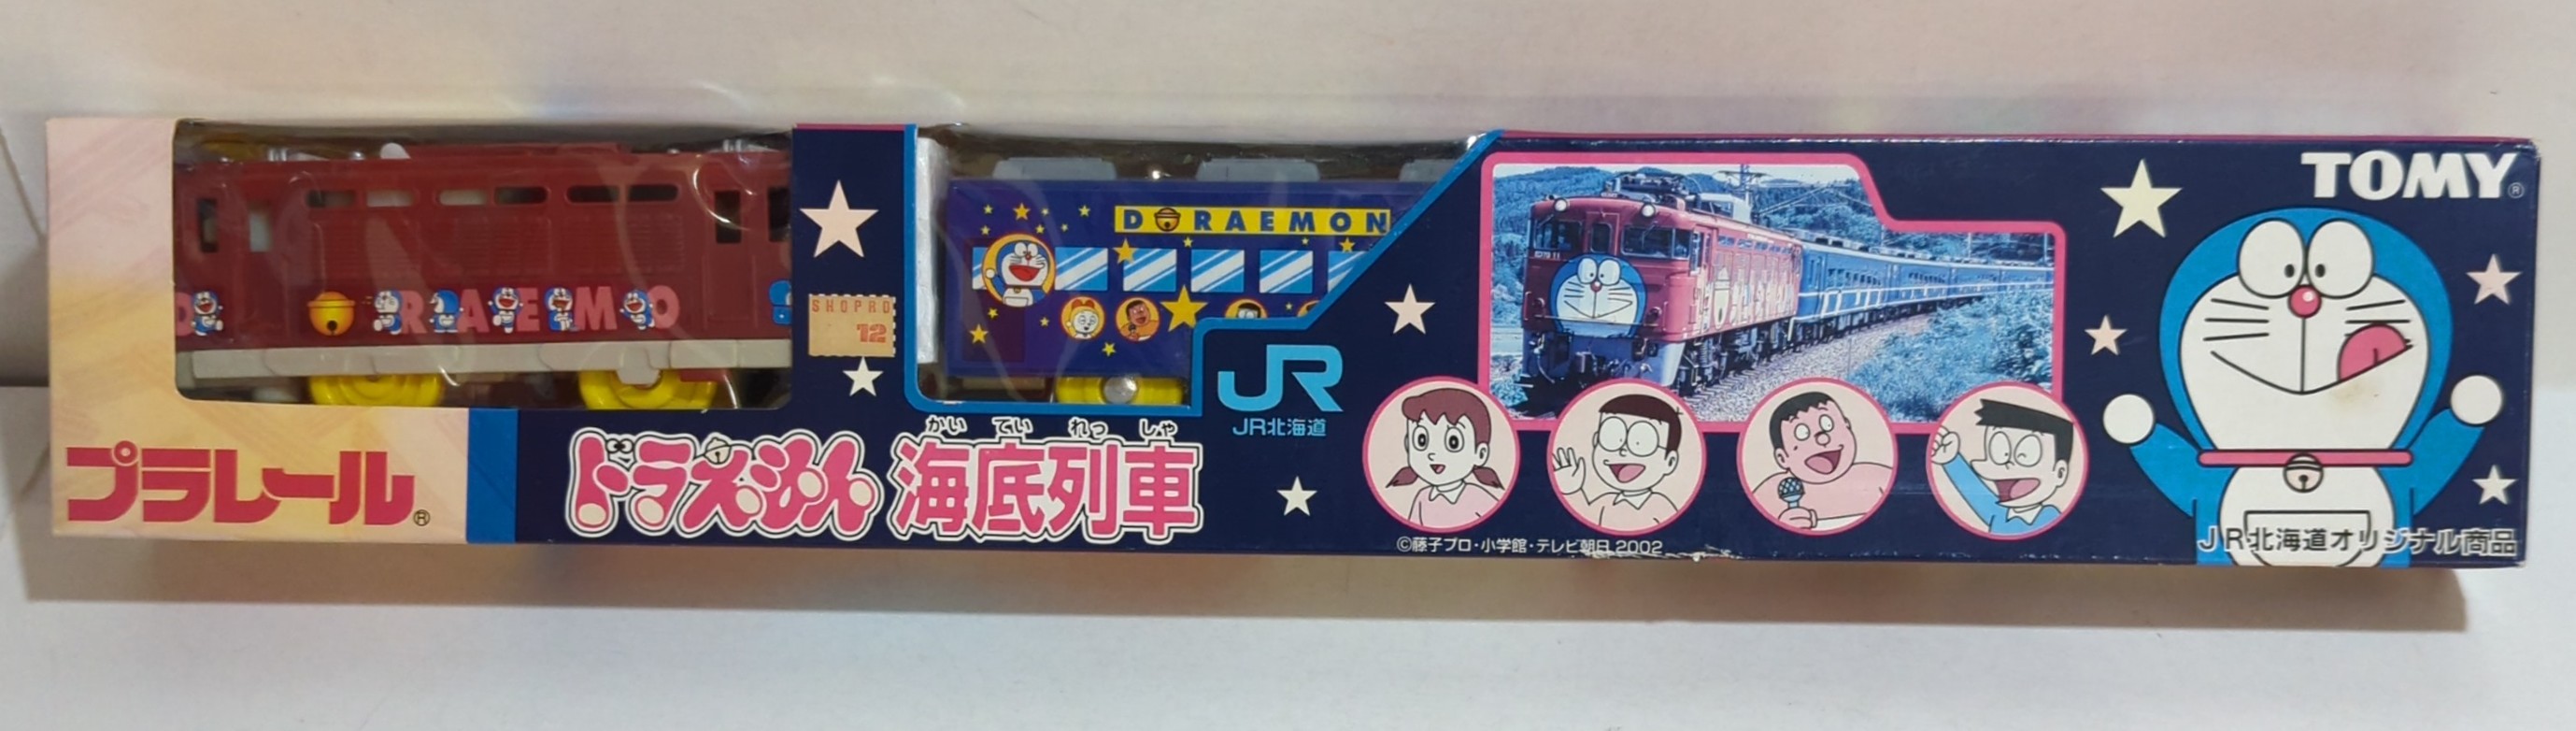 TOMY®
DORAEMON
D RAEMO
SHOPRO
12
JR
JR北海道
プラレール®
かい てい れっ しゃ
ドラえもん 海底列車
©藤子プロ・小学館・テレビ朝日 2002
JR北海道オリジナル商品